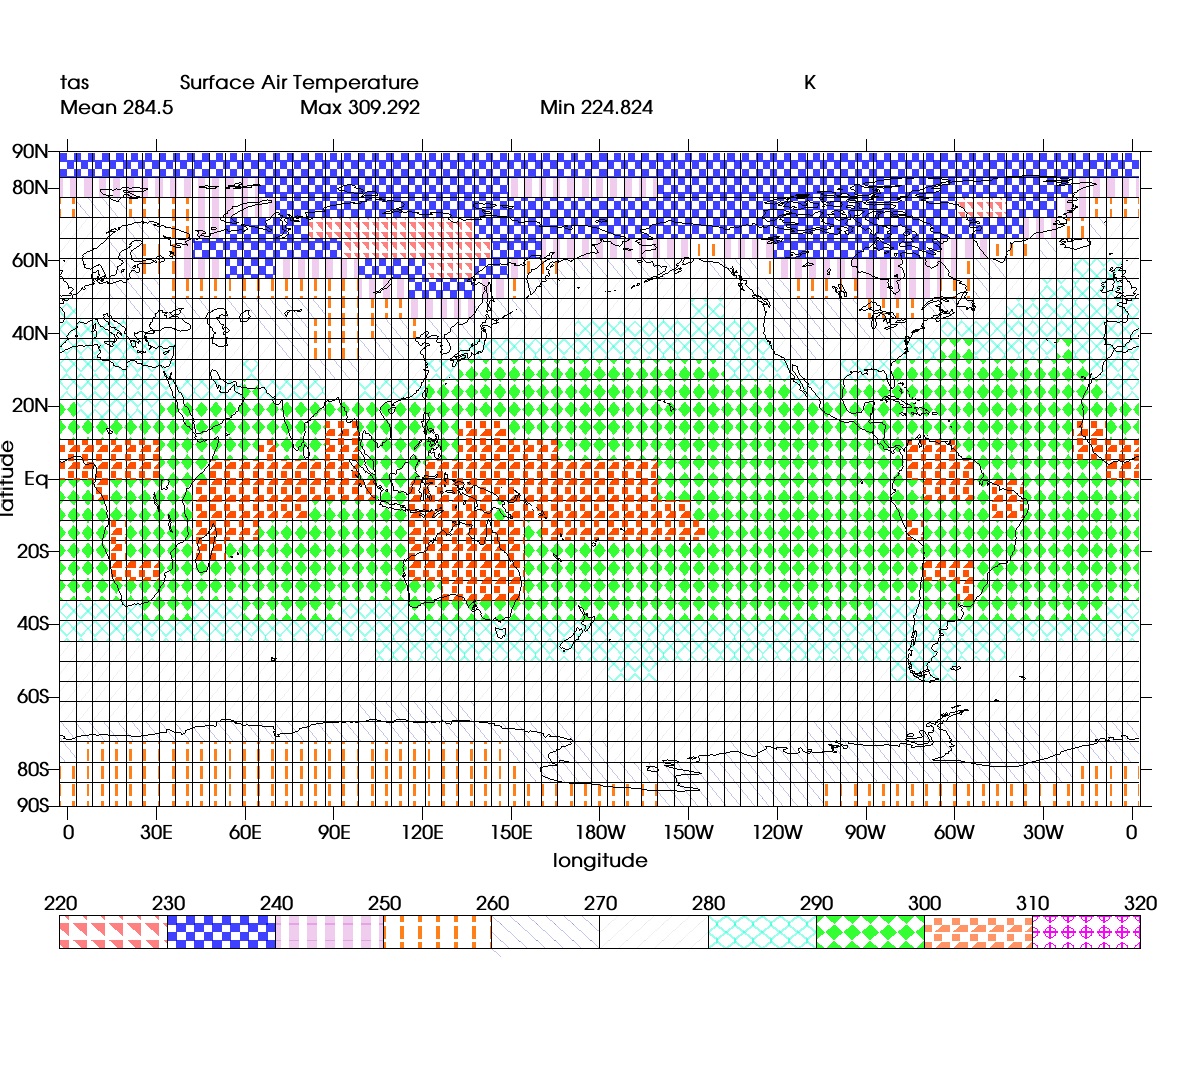 tas Surface Air Temperature K
Mean 284.5 Max 309.292 Min 224.824
90N
80N
60N
40N
20N
Eq
20S
40S
60S
80S
90S
latitude
0 30E 60E 90E 120E 150E 180W 150W 120W 90W 60W 30W 0
longitude
220 230 240 250 260 270 280 290 300 310 320